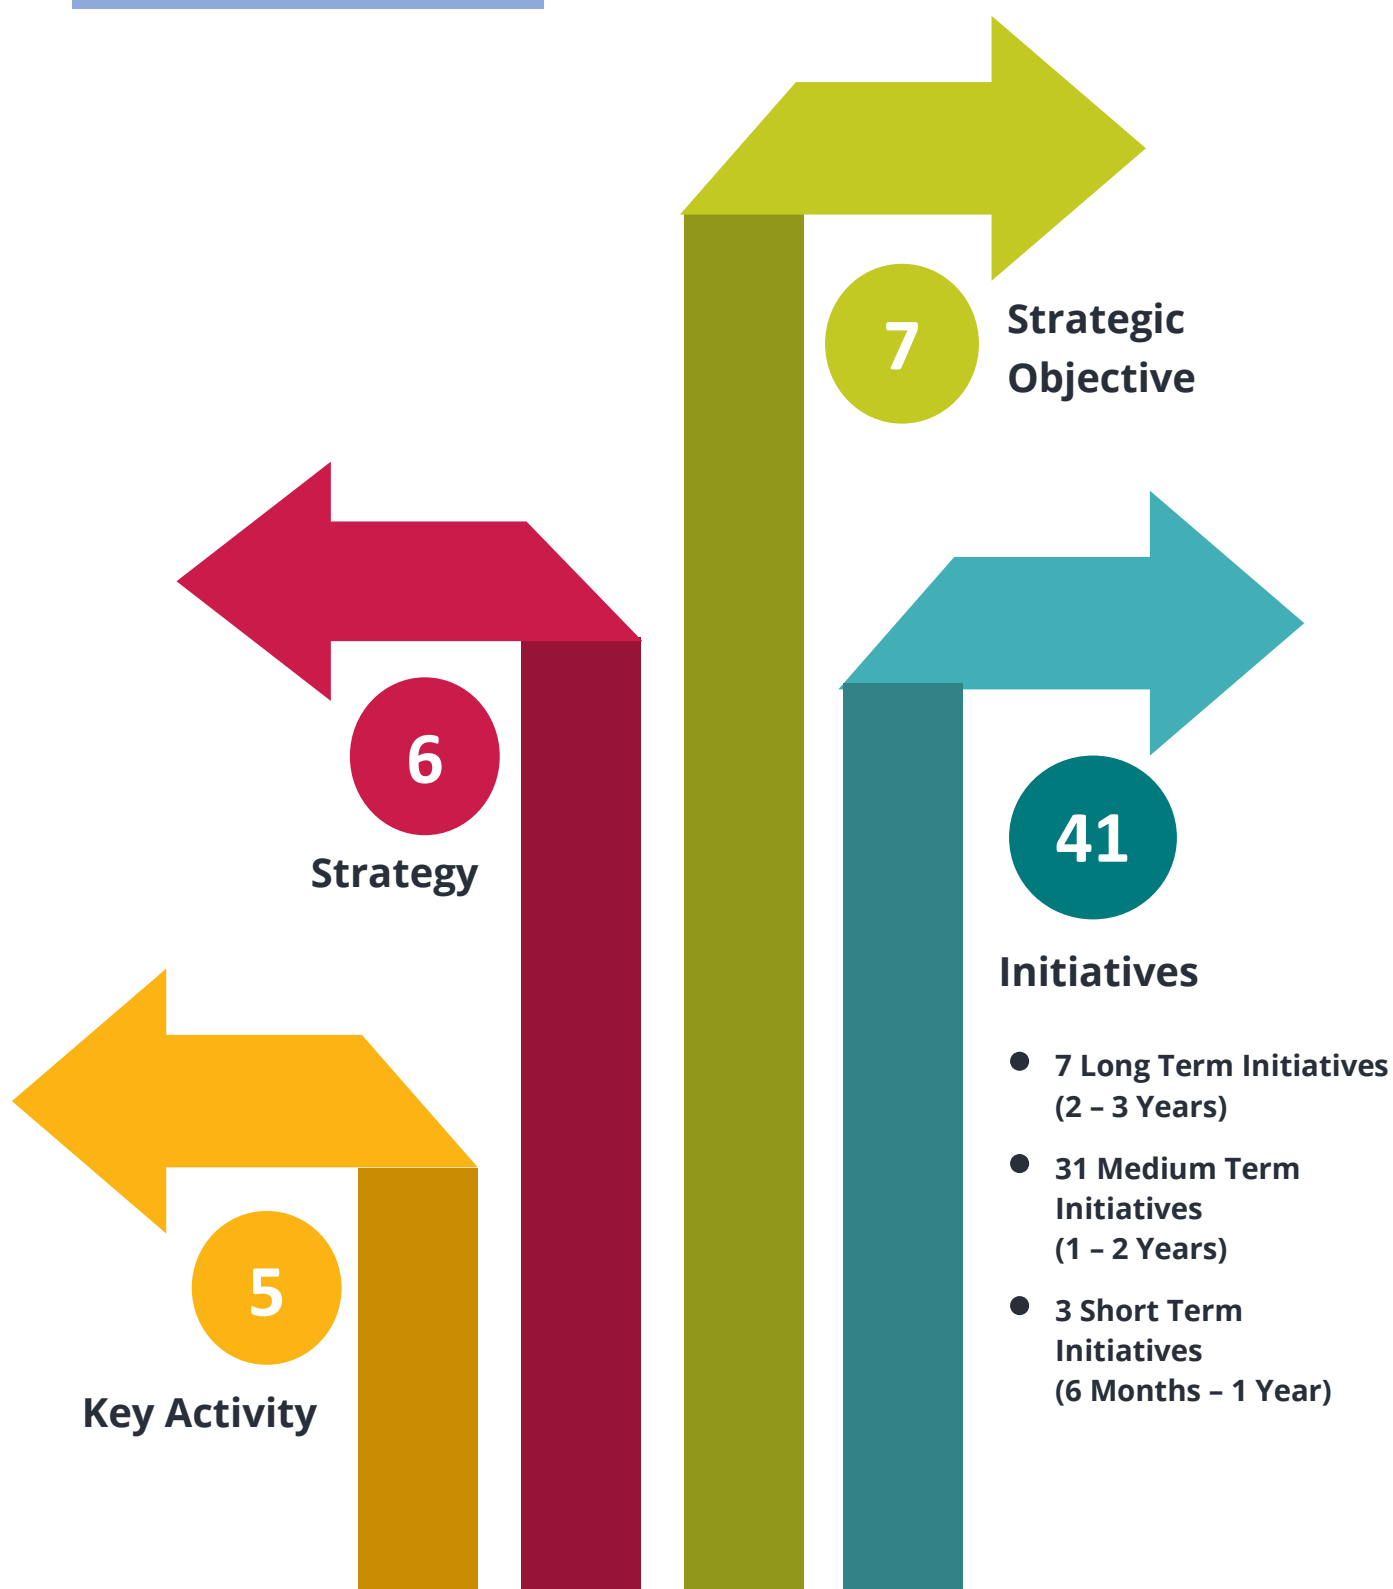 7
Strategic
Objective
6
Strategy
41
Initiatives
● 7 Long Term Initiatives
(2 – 3 Years)
● 31 Medium Term
Initiatives
(1 – 2 Years)
● 3 Short Term
Initiatives
(6 Months – 1 Year)
5
Key Activity